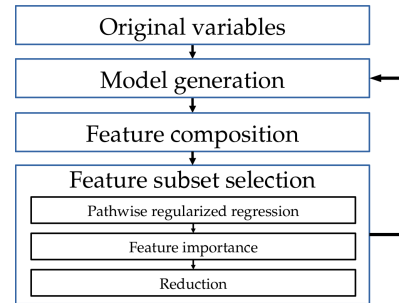 Original variables
Model generation
Feature composition
Feature subset selection
Pathwise regularized regression
Feature importance
Reduction